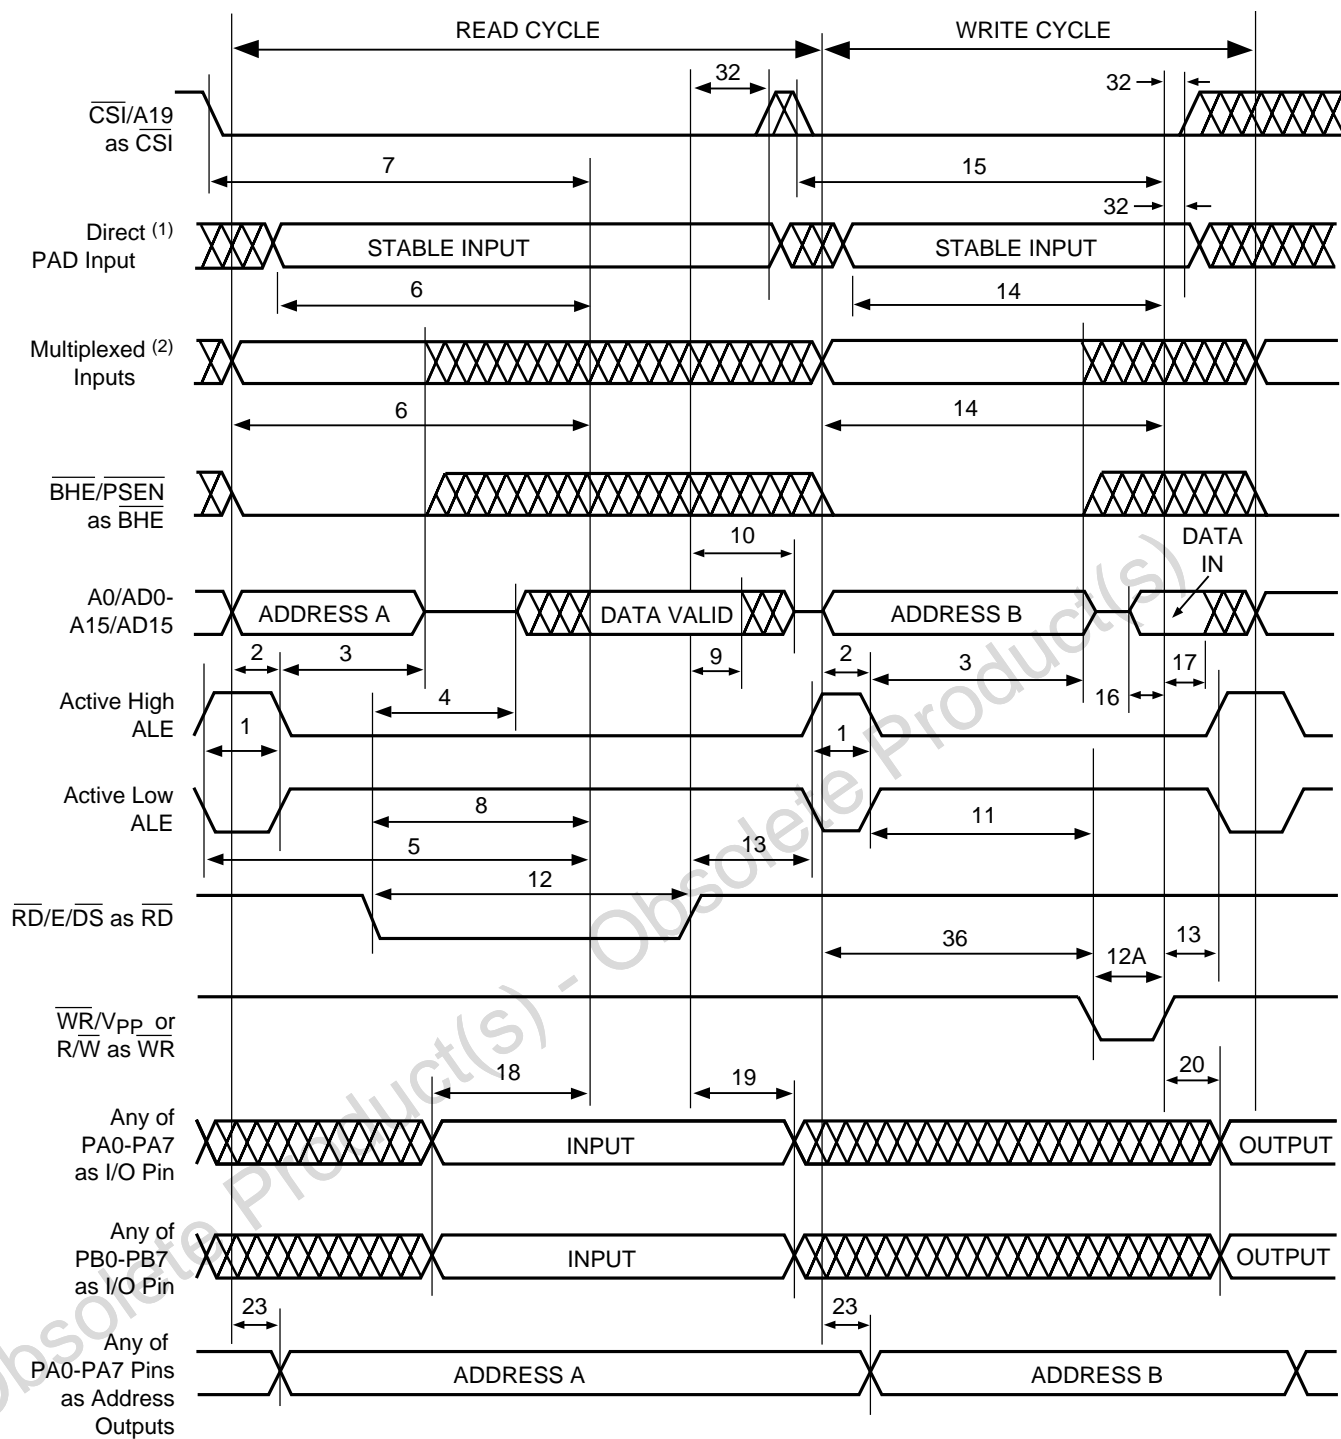 READ CYCLE
WRITE CYCLE
32
32
CSI/A19
as CSI
7
15
32
Direct (1)
PAD Input
STABLE INPUT
STABLE INPUT
6
14
Multiplexed (2)
Inputs
6
14
BHE/PSEN
as BHE
10
DATA
IN
A0/AD0-
A15/AD15
ADDRESS A
DATA VALID
ADDRESS B
2
3
9
2
3
17
Active High
ALE
4
16
1
1
Active Low
ALE
8
11
5
13
12
RD/E/DS as RD
36
12A
13
WR/VPP or
R/W as WR
18
19
20
Any of
PA0-PA7
as I/O Pin
INPUT
OUTPUT
Any of
PB0-PB7
as I/O Pin
INPUT
OUTPUT
23
23
Any of
PA0-PA7 Pins
as Address
Outputs
ADDRESS A
ADDRESS B
Obsolete Product(s) - Obsolete Product(s)